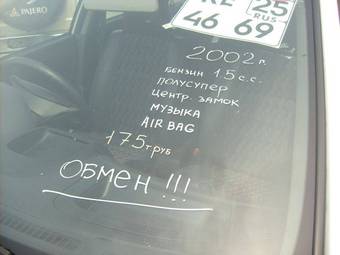 PAJERO
25
RUS
46 69
2002 г.
БЕНЗИН 1.5 с.с.
ПОЛУСУПЕР
ЦЕНТР. ЗАМОК
МУЗЫКА
AIR BAG
175 т.руб
ОБМЕН !!!